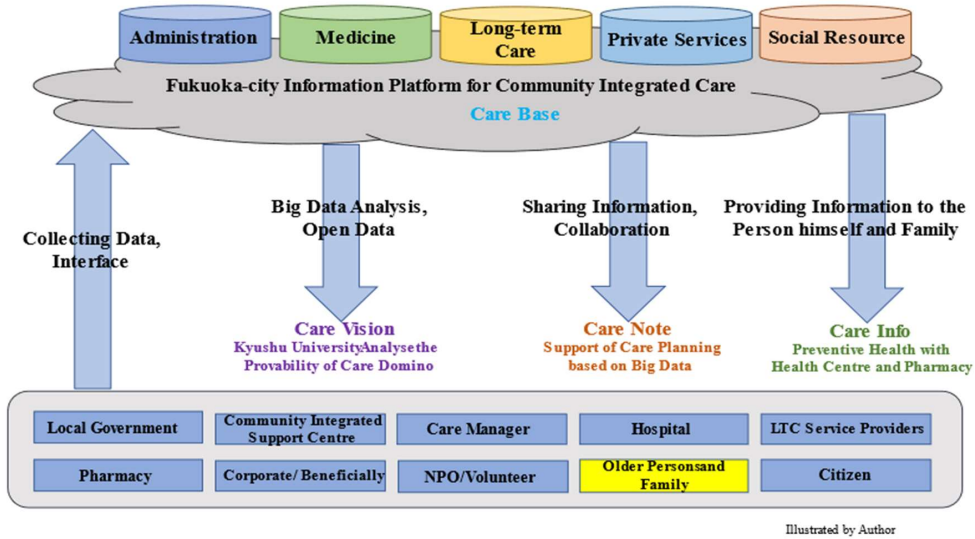 Administration
Medicine
Long-term
Care
Private Services
Social Resource
Fukuoka-city Information Platform for Community Integrated Care
Care Base
Collecting Data,
Interface
Big Data Analysis,
Open Data
Sharing Information,
Collaboration
Providing Information to the
Person himself and Family
Care Vision
Kyushu UniversityAnalysethe
Provability of Care Domino
Care Note
Support of Care Planning
based on Big Data
Care Info
Preventive Health with
Health Centre and Pharmacy
Local Government
Community Integrated
Support Centre
Care Manager
Hospital
LTC Service Providers
Pharmacy
Corporate/ Beneficially
NPO/Volunteer
Older Personsand
Family
Citizen
Illustrated by Author